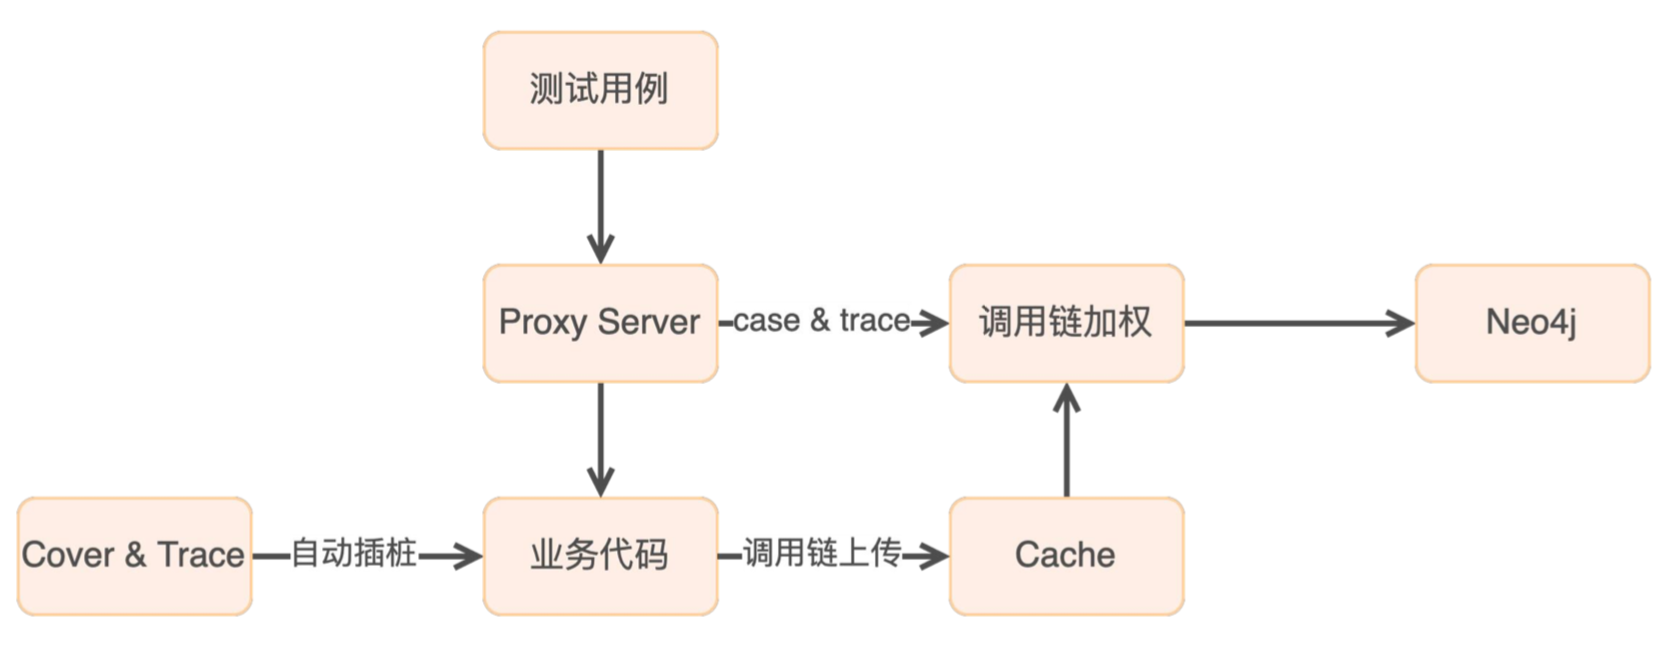 测试用例
Proxy Server
case & trace
调用链加权
Neo4j
Cover & Trace
自动插桩
业务代码
调用链上传
Cache